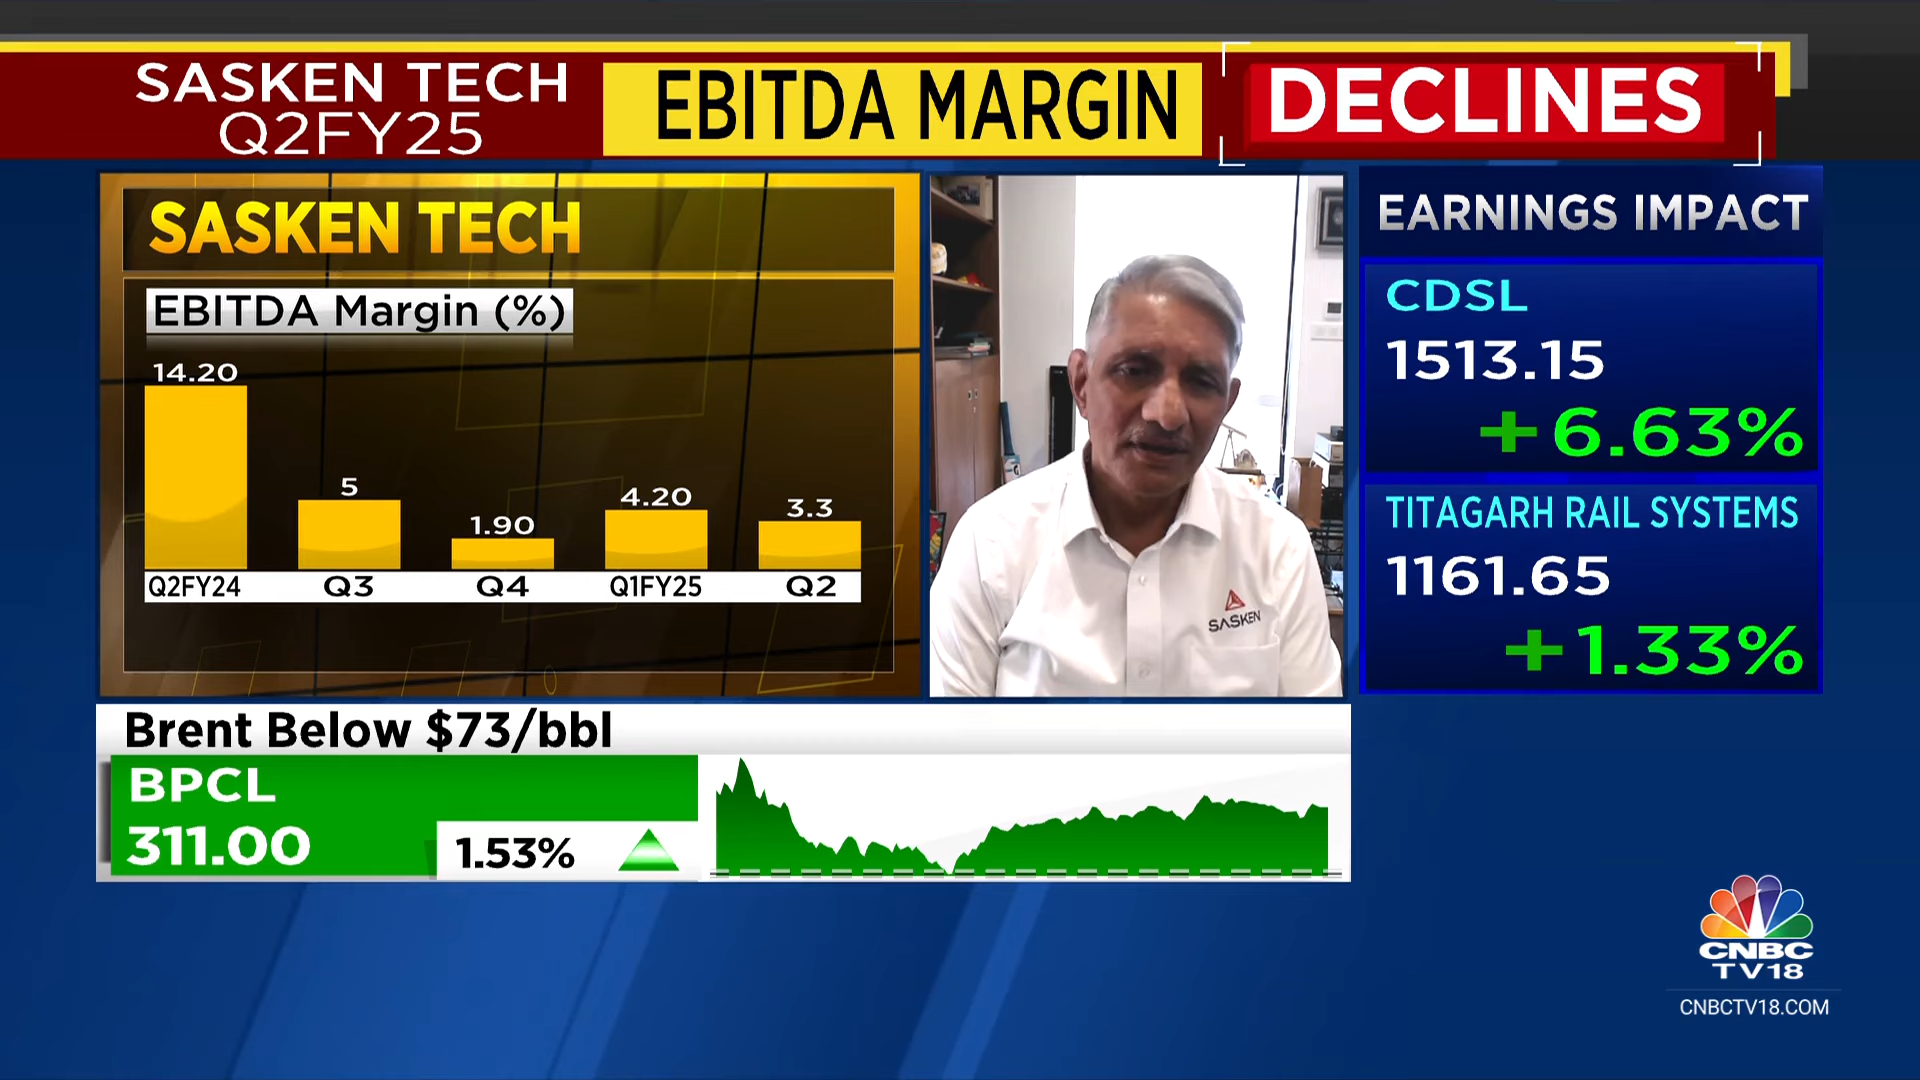 SASKEN TECH
Q2FY25
EBITDA MARGIN
DECLINES
SASKEN TECH
EBITDA Margin (%)
14.20
5
1.90
4.20
3.3
Q2FY24
Q3
Q4
Q1FY25
Q2
SASKEN
EARNINGS IMPACT
CDSL
1513.15
+6.63%
TITAGARH RAIL SYSTEMS
1161.65
+1.33%
Brent Below $73/bbl
BPCL
311.00
1.53%
CNBC
TV18
CNBCTV18.COM